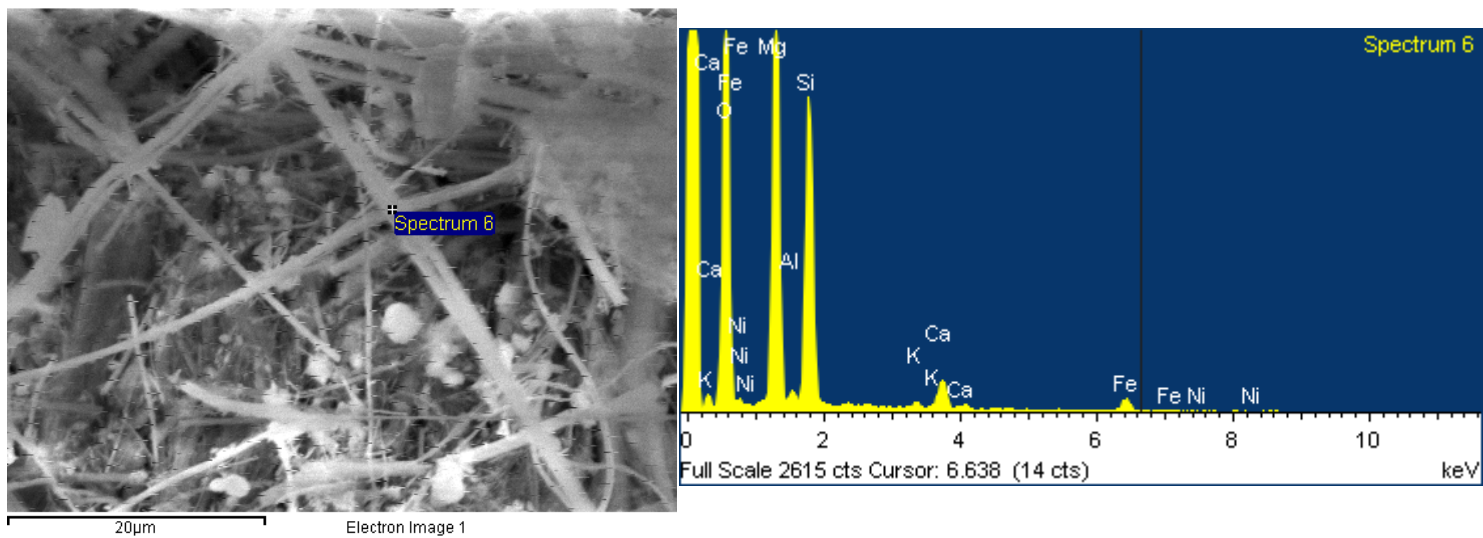 Spectrum 6
20µm
Electron Image 1
Spectrum 6
Ca
Fe
Mg
Fe
Si
O
Ca
Al
Ni
Ni
Ni
K
K
Ca
K
Ca
Fe
Fe
Ni
Ni
0 2 4 6 8 10
Full Scale 2615 cts Cursor: 6.638 (14 cts) keV